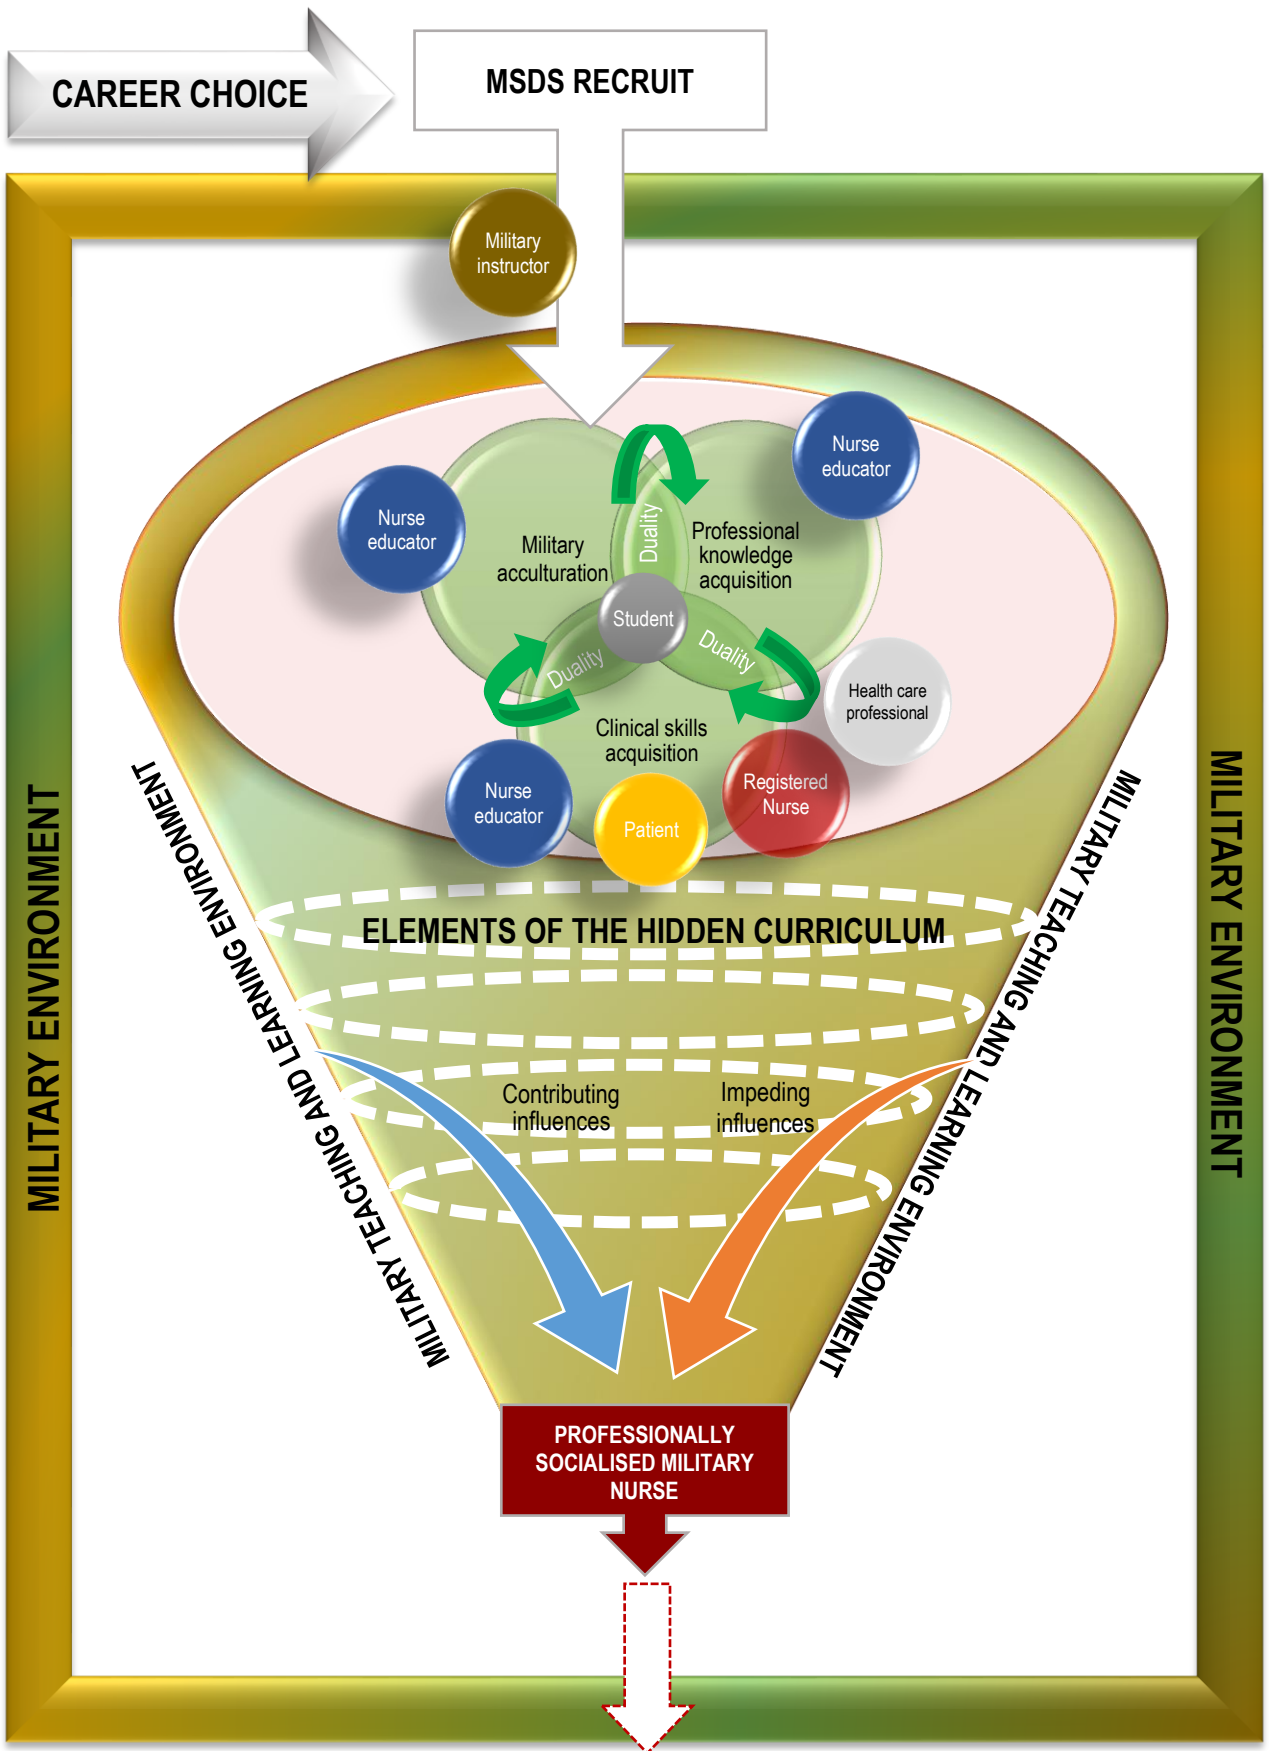 CAREER CHOICE
MSDS RECRUIT
Military
instructor
Nurse
educator
Nurse
educator
Military
acculturation
Duality
Professional
knowledge
acquisition
Student
Duality
Duality
Health care
professional
Clinical skills
acquisition
Nurse
educator
Patient
Registered
Nurse
MILITARY ENVIRONMENT
MILITARY TEACHING AND LEARNING ENVIRONMENT
ELEMENTS OF THE HIDDEN CURRICULUM
MILITARY TEACHING AND LEARNING ENVIRONMENT
MILITARY ENVIRONMENT
Contributing
influences
Impeding
influences
PROFESSIONALLY
SOCIALISED MILITARY
NURSE